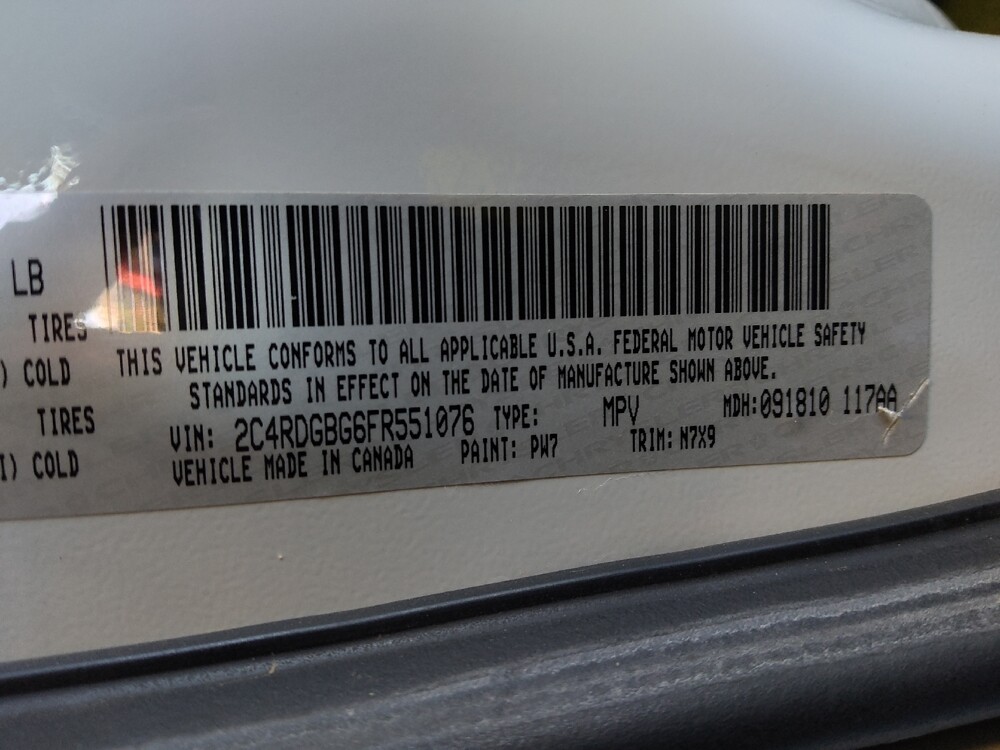 LB
TIRES
) COLD
TIRES
I) COLD
THIS VEHICLE CONFORMS TO ALL APPLICABLE U.S.A. FEDERAL MOTOR VEHICLE SAFETY
STANDARDS IN EFFECT ON THE DATE OF MANUFACTURE SHOWN ABOVE.
VIN: 2C4RDGBG6FR551076 TYPE: MPV MDH:091810 117AA
VEHICLE MADE IN CANADA PAINT: PW7 TRIM: N7X9
CHRYSLER